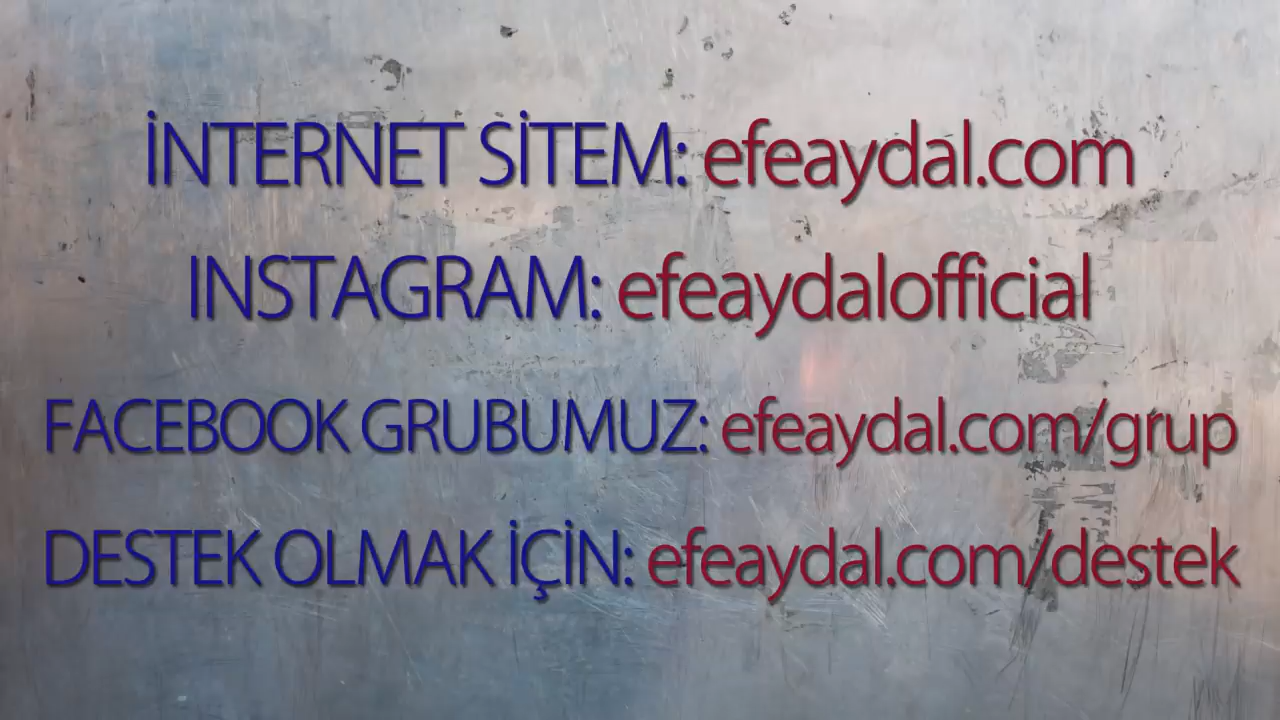 İNTERNET SİTEM: efeaydal.com
INSTAGRAM: efeaydalofficial
FACEBOOK GRUBUMUZ: efeaydal.com/grup
DESTEK OLMAK İÇİN: efeaydal.com/destek